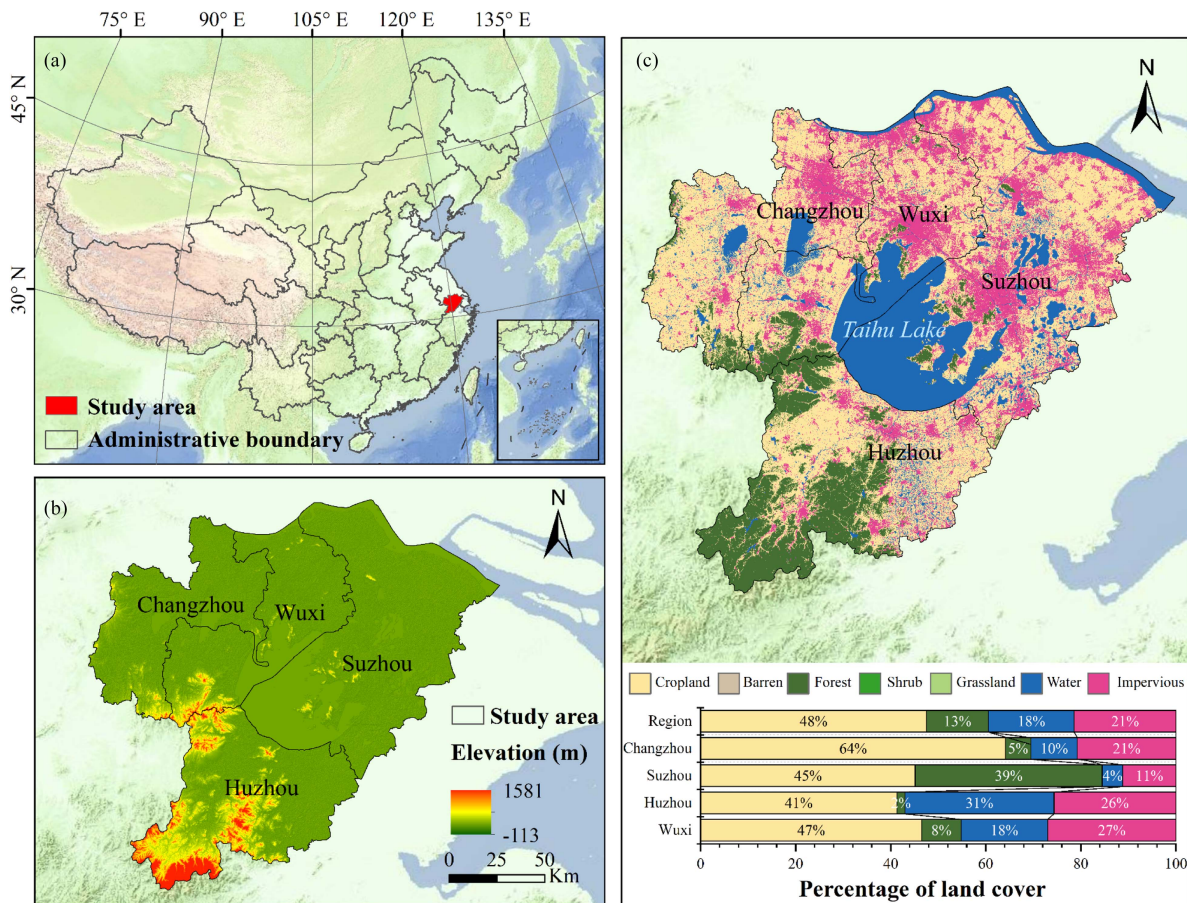 75° E 90° E 105° E 120° E 135° E
(a)
45° N
30° N
Study area
Administrative boundary
(b)
N
Changzhou
Wuxi
Suzhou
Huzhou
Study area
Elevation (m)
1581
-113
0 25 50
Km
(c)
N
Changzhou
Wuxi
Suzhou
Taihu Lake
Huzhou
Cropland Barren Forest Shrub Grassland Water Impervious
Region 48% 13% 18% 21%
Changzhou 64% 5% 10% 21%
Suzhou 45% 39% 4% 11%
Huzhou 41% 2% 31% 26%
Wuxi 47% 8% 18% 27%
0 20 40 60 80 100
Percentage of land cover